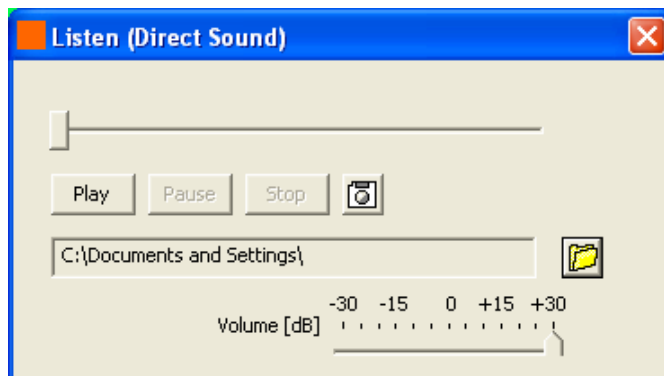 Listen (Direct Sound)
Play Pause Stop
C:\Documents and Settings\
-30 -15 0 +15 +30
Volume [dB]